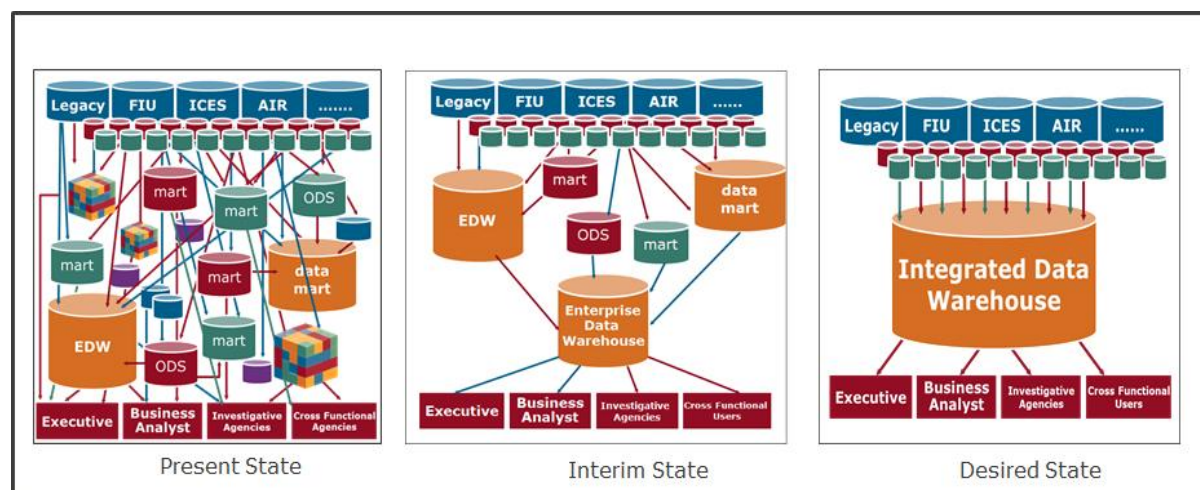 Legacy
FIU
ICES
AIR
.......
mart
mart
ODS
mart
mart
data
mart
EDW
mart
ODS
Executive
Business
Analyst
Investigative
Agencies
Cross Functional
Agencies
Present State
Legacy
FIU
ICES
AIR
......
mart
EDW
data
mart
ODS
mart
Enterprise
Data
Warehouse
Executive
Business
Analyst
Investigative
Agencies
Cross Functional
Users
Interim State
Legacy
FIU
ICES
AIR
......
Integrated Data
Warehouse
Executive
Business
Analyst
Investigative
Agencies
Cross Functional
Users
Desired State